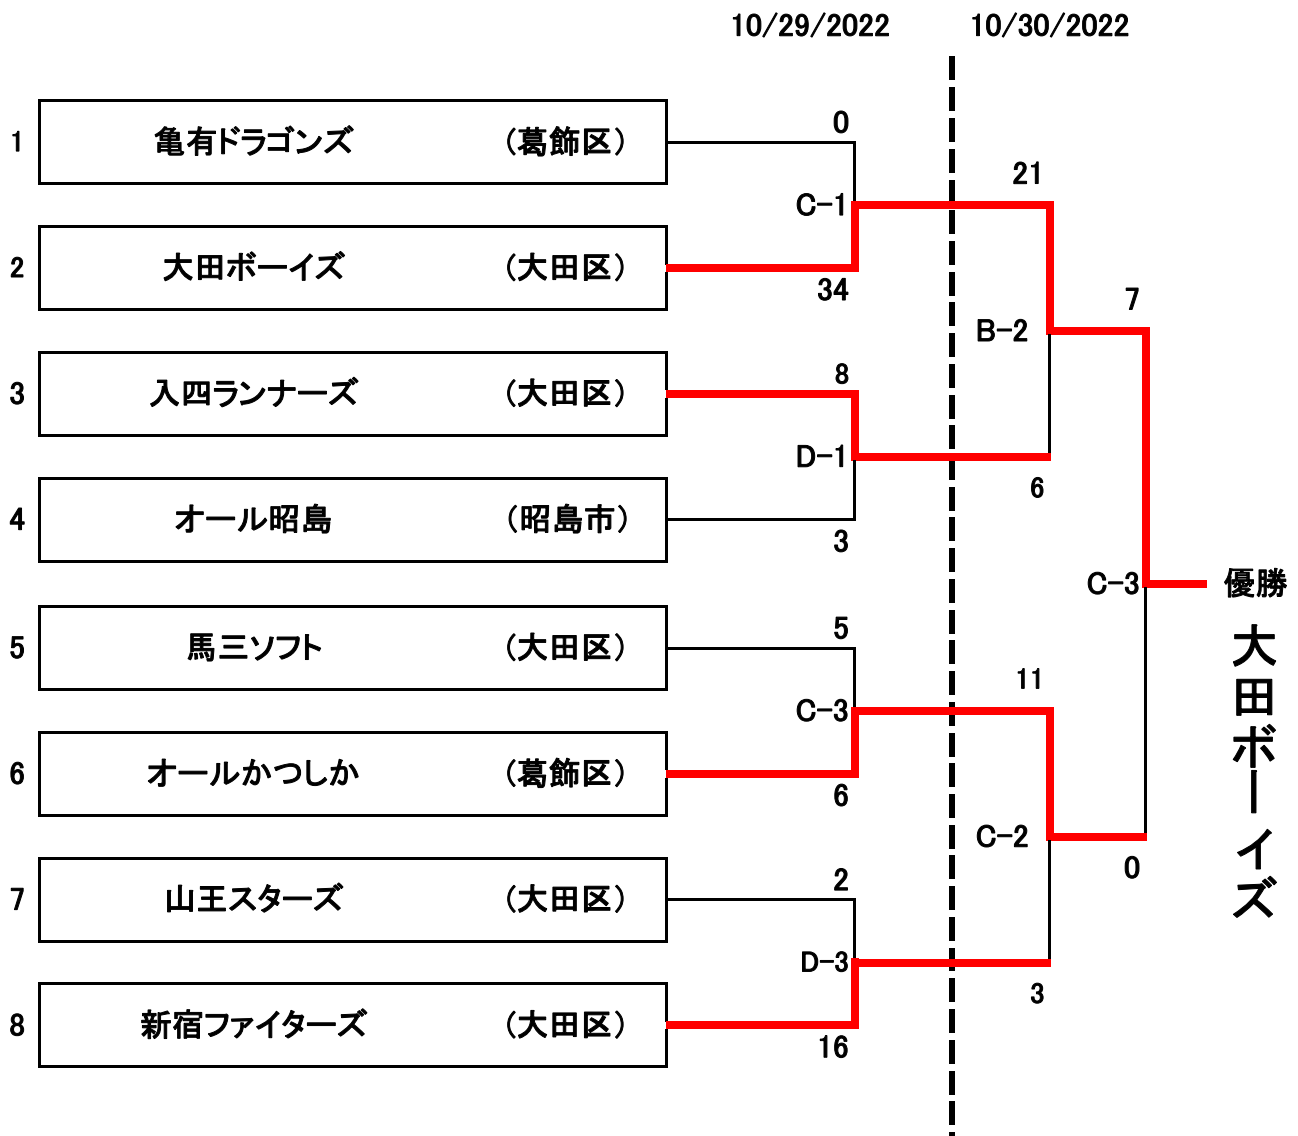 10/29/2022 10/30/2022
0
1 亀有ドラゴンズ （葛飾区）
21
C-1
2 大田ボーイズ （大田区）
34
7
B-2
8
3 入四ランナーズ （大田区）
D-1
6
4 オール昭島 （昭島市）
3
C-3 優勝
大田ボーイズ
5
5 馬三ソフト （大田区）
11
C-3
6 オールかつしか （葛飾区）
6
C-2
0
2
7 山王スターズ （大田区）
D-3
3
8 新宿ファイターズ （大田区）
16